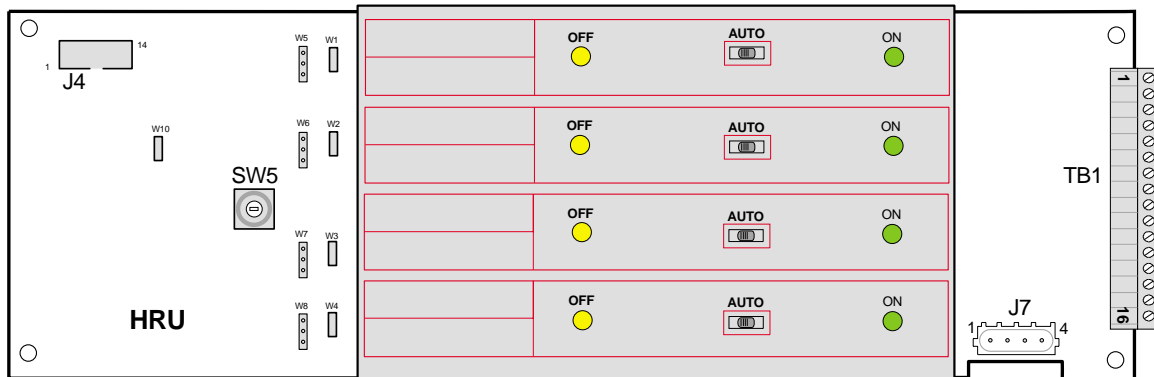 W5 W1
1 14
J4
OFF AUTO ON
1
W10
W6 W2
OFF AUTO ON
SW5
TB1
W7 W3
OFF AUTO ON
W8 W4
HRU
OFF AUTO ON
16
J7
1 4